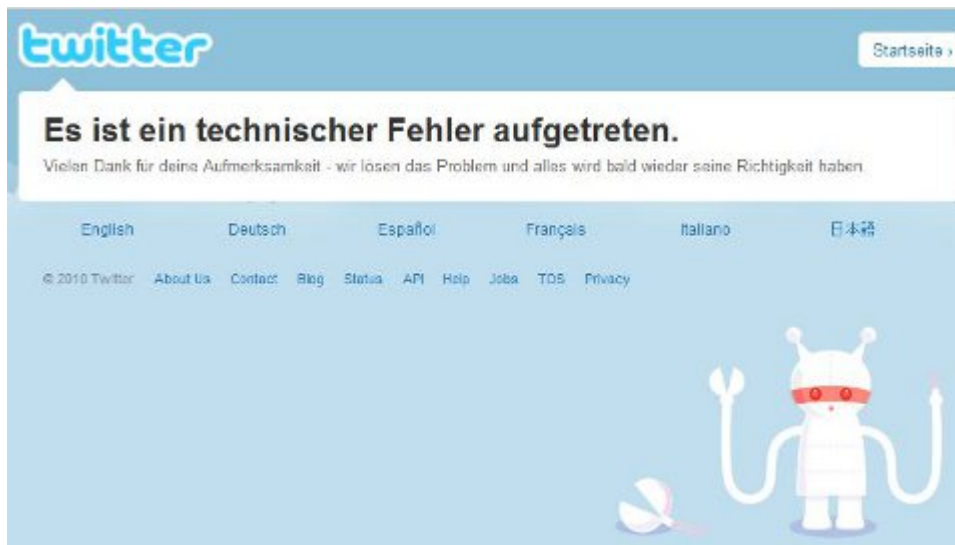 twitter
Startseite ›
Es ist ein technischer Fehler aufgetreten.
Vielen Dank für deine Aufmerksamkeit - wir lösen das Problem und alles wird bald wieder seine Richtigkeit haben.
English Deutsch Español Français Italiano 日本語
© 2010 Twitter About Us Contact Blog Status API Help Jobs TOS Privacy